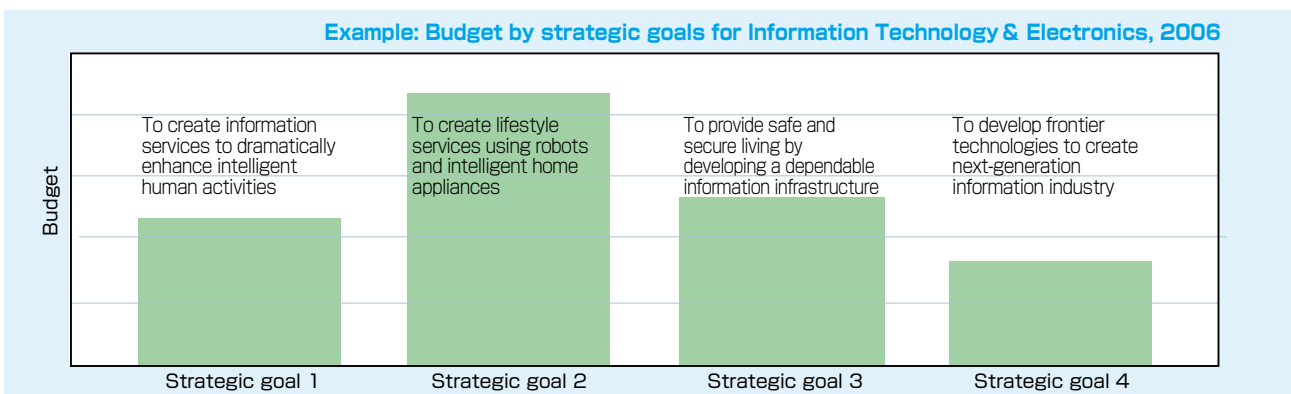 Example: Budget by strategic goals for Information Technology & Electronics, 2006
Budget
To create information
services to dramatically
enhance intelligent
human activities
To create lifestyle
services using robots
and intelligent home
appliances
To provide safe and
secure living by
developing a dependable
information infrastructure
To develop frontier
technologies to create
next-generation
information industry
Strategic goal 1
Strategic goal 2
Strategic goal 3
Strategic goal 4